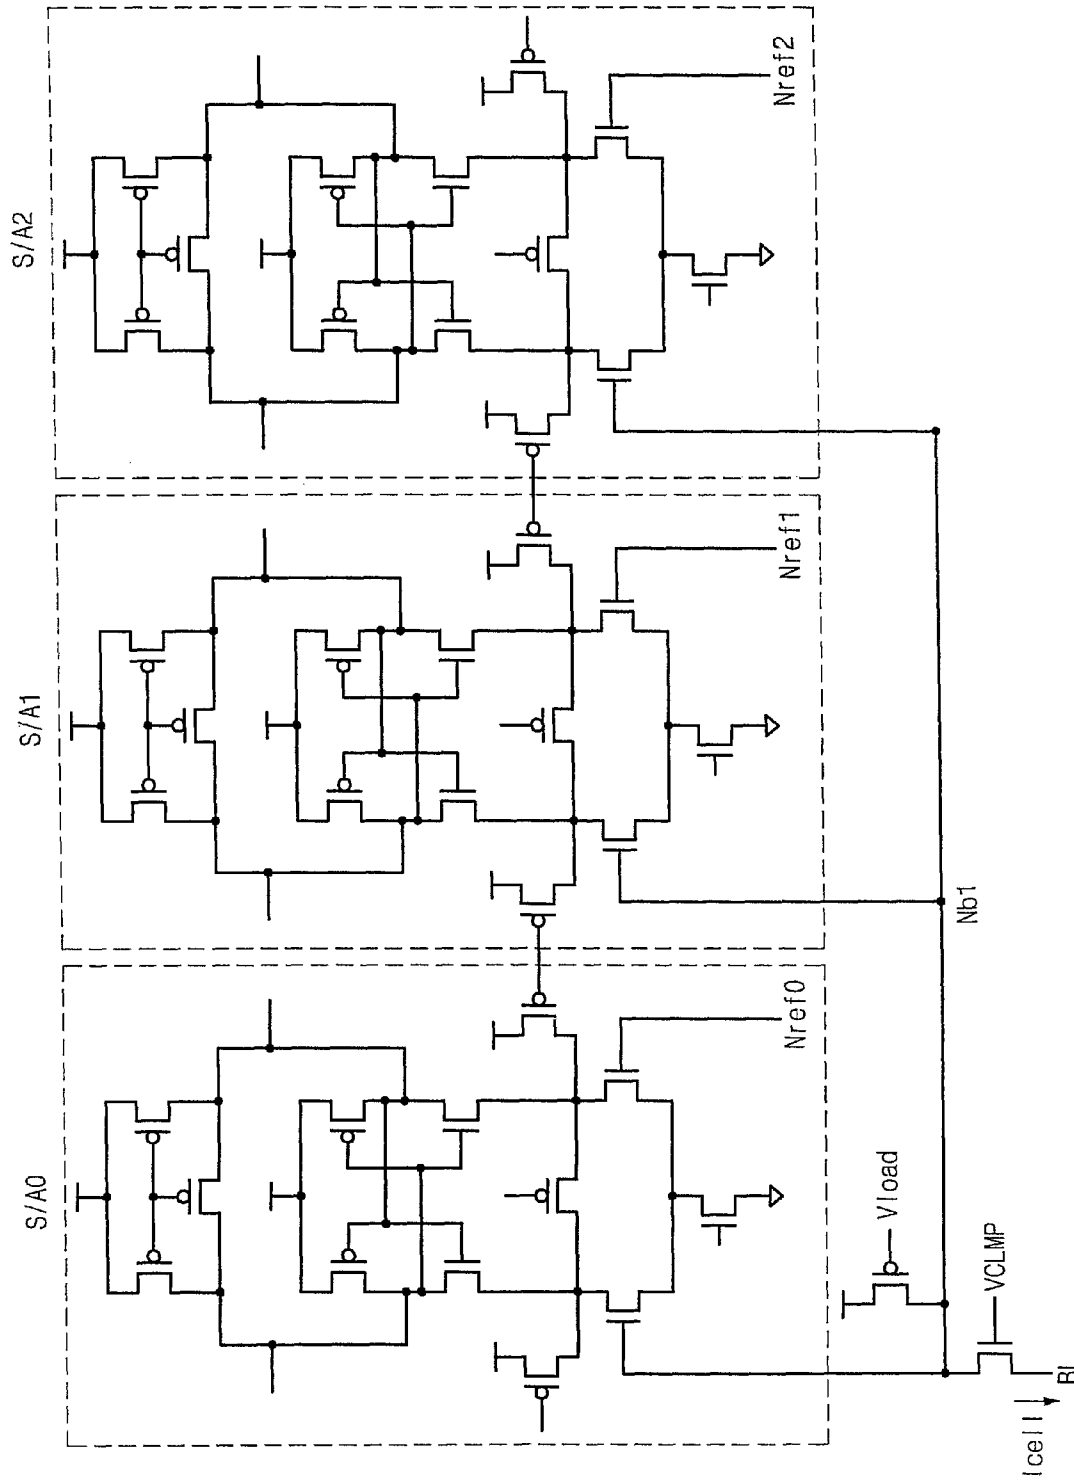 S/A2
Nref2
S/A1
Nref1
Nb1
S/A0
Nref0
Vload
VCLMP
BL
Icell